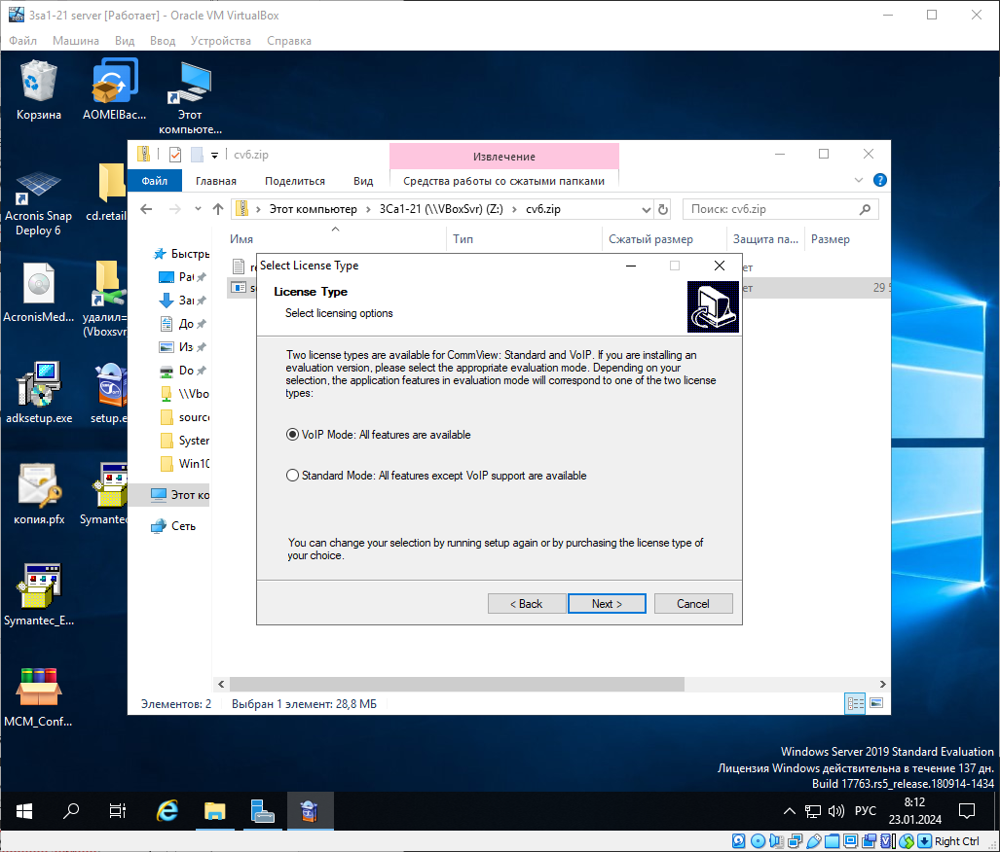 3sa1-21 server [Работает] - Oracle VM VirtualBox
Файл Машина Вид Ввод Устройства Справка
Корзина
AOMEIBac...
Этот
компьюте...
Acronis Snap
Deploy 6
cd.retail
AcronisMed...
удалил=
(Vboxsvr
adksetup.exe
setup.e
копия.pfx
Symantec
Symantec_E...
MCM_Conf...
cv6.zip
Извлечение
Файл Главная Поделиться Вид Средства работы со сжатыми папками
Этот компьютер > 3Са1-21 (\\VBoxSvr) (Z:) > cv6.zip
Поиск: cv6.zip
Имя Тип Сжатый размер Защита па... Размер
Быстры
Ра
За
До
Из
Do
\\Vbo
sourc
System
Win10
Этот ко
Сеть
re
ет
s
ет
29 5
Select License Type
License Type
Select licensing options
Two license types are available for CommView: Standard and VoIP. If you are installing an
evaluation version, please select the appropriate evaluation mode. Depending on your
selection, the application features in evaluation mode will correspond to one of the two license
types:
VoIP Mode: All features are available
Standard Mode: All features except VoIP support are available
You can change your selection by running setup again or by purchasing the license type of
your choice.
< Back Next > Cancel
Элементов: 2 Выбран 1 элемент: 28,8 МБ
Windows Server 2019 Standard Evaluation
Лицензия Windows действительна в течение 137 дн.
Build 17763.rs5_release.180914-1434
РУС
8:12
23.01.2024
Right Ctrl